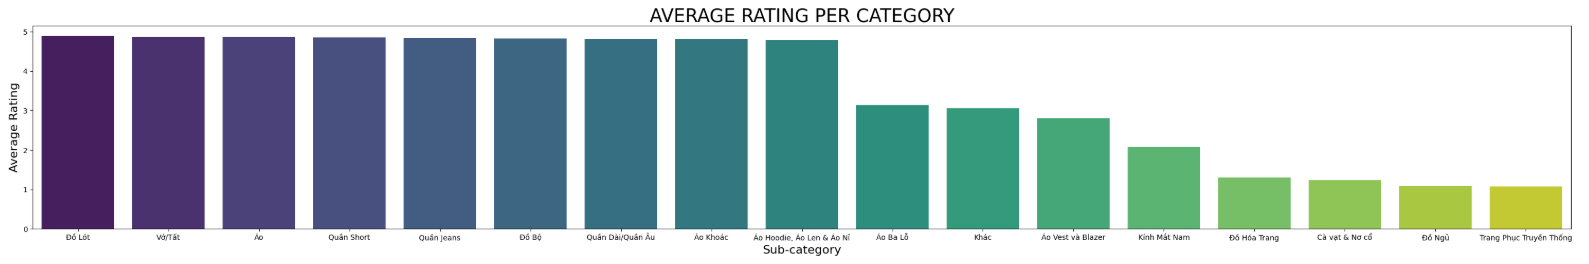 AVERAGE RATING PER CATEGORY
Average Rating
5
4
3
2
1
0
Đồ Lót Vớ/Tất Áo Quần Short Quần Jeans Đồ Bộ Quần Dài/Quần Âu Áo Khoác Áo Hoodie, Áo Len & Áo Nỉ Áo Ba Lỗ Khác Áo Vest và Blazer Kính Mắt Nam Đồ Hóa Trang Cà vạt & Nơ cổ Đồ Ngủ Trang Phục Truyền Thống
Sub-category